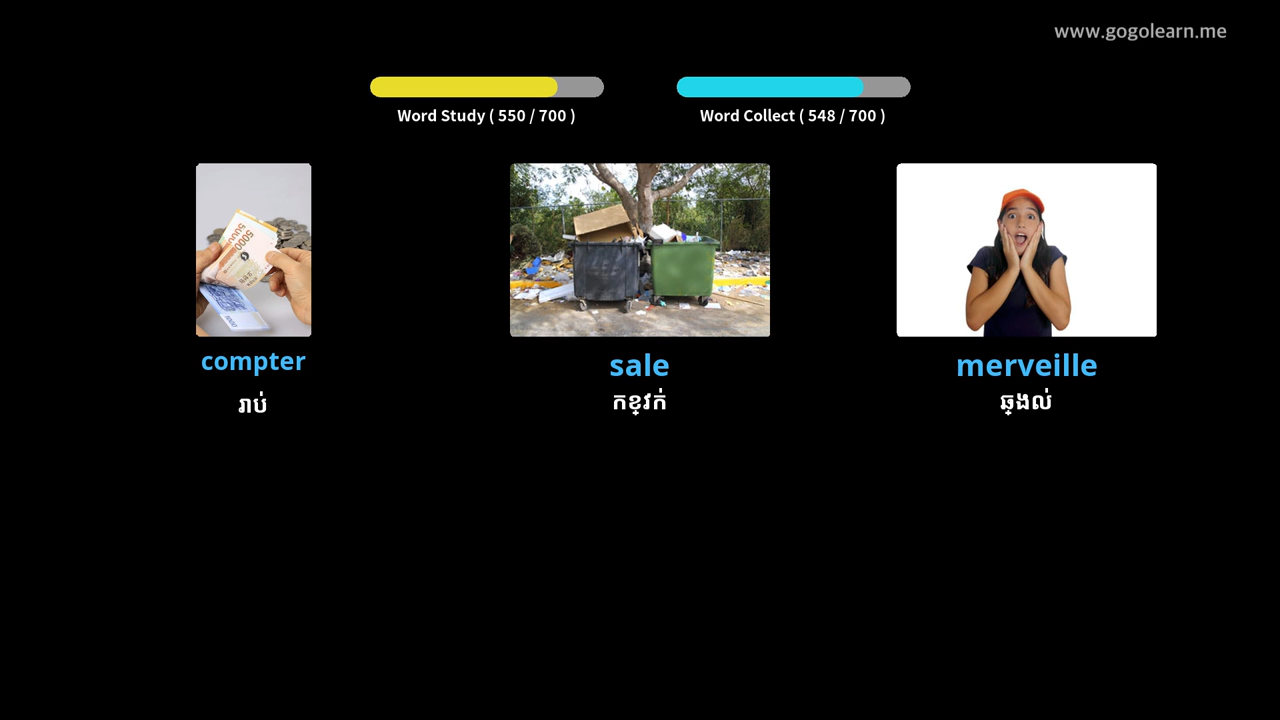 www.gogolearn.me
Word Study ( 550 / 700 )
Word Collect ( 548 / 700 )
compter
រាប់
sale
កខ្វក់
merveille
ឆ្ងល់